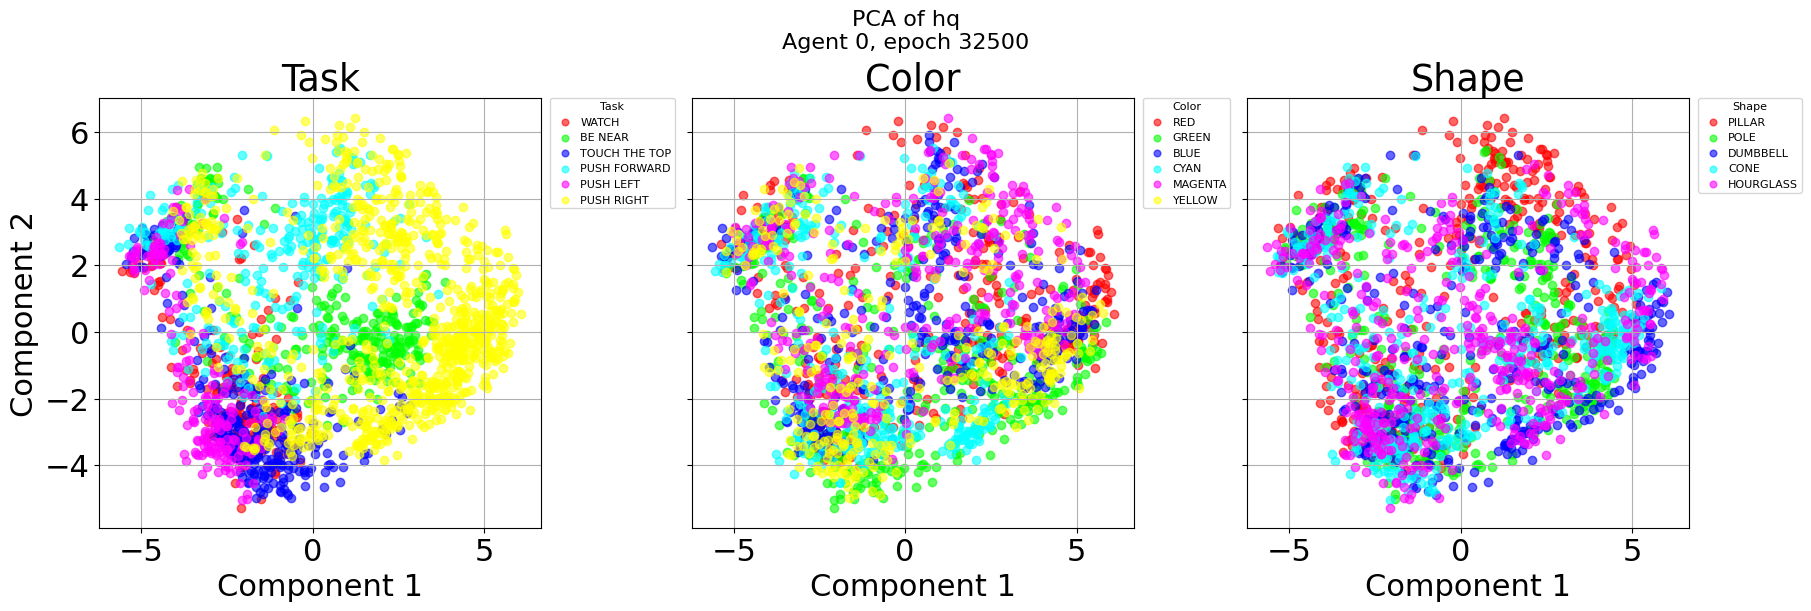 PCA of hq
Agent 0, epoch 32500
Task
Color
Shape
Task
WATCH
BE NEAR
TOUCH THE TOP
PUSH FORWARD
PUSH LEFT
PUSH RIGHT
Color
RED
GREEN
BLUE
CYAN
MAGENTA
YELLOW
Shape
PILLAR
POLE
DUMBBELL
CONE
HOURGLASS
Component 2
6
4
2
0
−2
−4
−5 0 5
−5 0 5
−5 0 5
Component 1
Component 1
Component 1